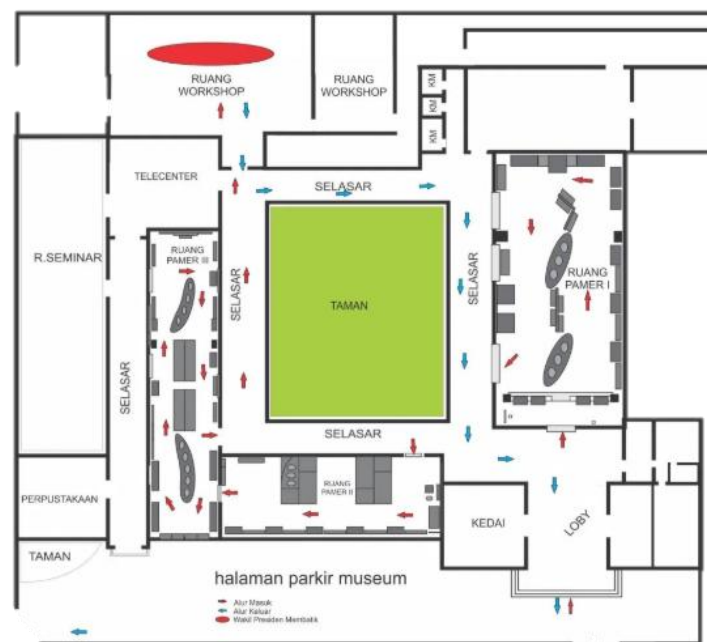 RUANG
WORKSHOP
RUANG
WORKSHOP
KM
KM
KM
TELECENTER
SELASAR
R.SEMINAR
RUANG
PAMER III
SELASAR
TAMAN
SELASAR
RUANG
PAMER I
SELASAR
SELASAR
PERPUSTAKAAN
RUANG
PAMER II
KEDAI
LOBY
TAMAN
halaman parkir museum
Alur Masuk
Alur Keluar
Wakil Presiden Membatik